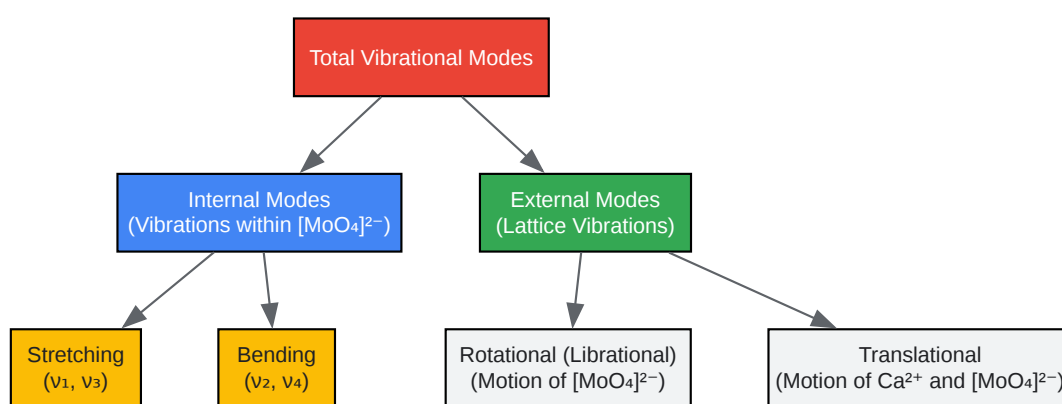 Total Vibrational Modes
Internal Modes
(Vibrations within [MoO₄]²⁻)
External Modes
(Lattice Vibrations)
Stretching
(ν₁, ν₃)
Bending
(ν₂, ν₄)
Rotational (Librational)
(Motion of [MoO₄]²⁻)
Translational
(Motion of Ca²⁺ and [MoO₄]²⁻)